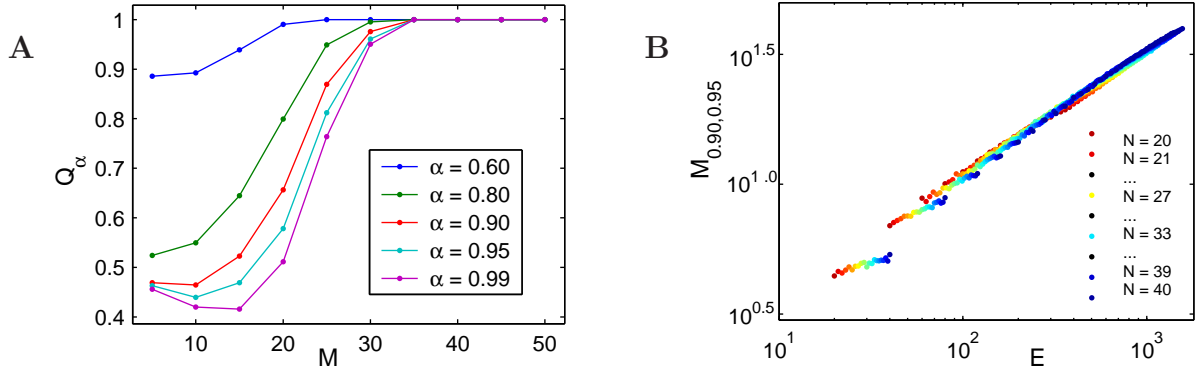 A
Q_α
1
0.9
0.8
0.7
0.6
0.5
0.4
10
20
30
40
50
M
α = 0.60
α = 0.80
α = 0.90
α = 0.95
α = 0.99
B
M_{0.90,0.95}
10^{1.5}
10^{1.0}
10^{0.5}
10^1
10^2
10^3
E
N = 20
N = 21
...
N = 27
...
N = 33
...
N = 39
N = 40